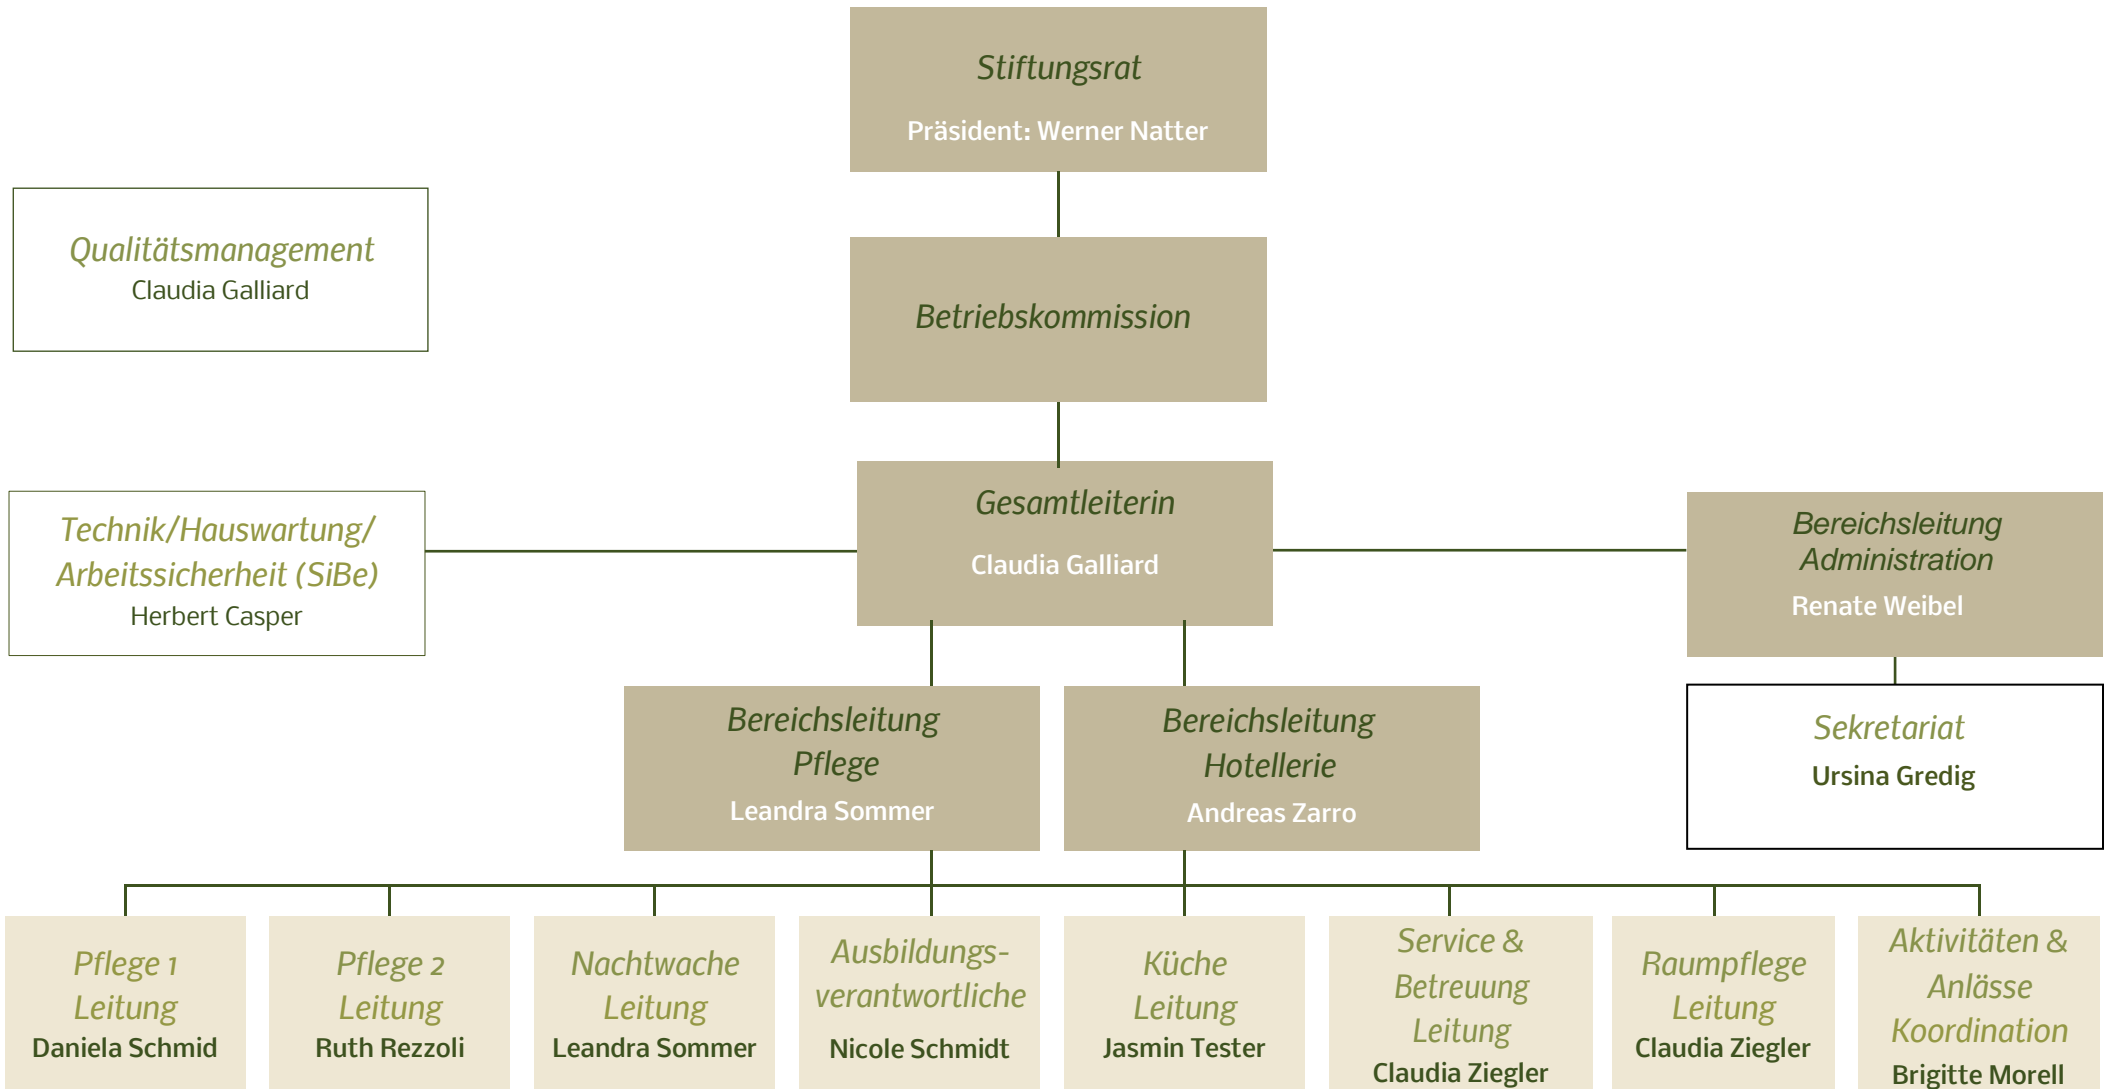 Stiftungsrat
Präsident: Werner Natter
Qualitätsmanagement
Claudia Galliard
Betriebskommission
Technik/Hauswartung/
Arbeitssicherheit (SiBe)
Herbert Casper
Gesamtleiterin
Claudia Galliard
Bereichsleitung
Administration
Renate Weibel
Bereichsleitung
Pflege
Leandra Sommer
Bereichsleitung
Hotellerie
Andreas Zarro
Sekretariat
Ursina Gredig
Pflege 1
Leitung
Daniela Schmid
Pflege 2
Leitung
Ruth Rezzoli
Nachtwache
Leitung
Leandra Sommer
Ausbildungs-
verantwortliche
Nicole Schmidt
Küche
Leitung
Jasmin Tester
Service &
Betreuung
Leitung
Claudia Ziegler
Raumpflege
Leitung
Claudia Ziegler
Aktivitäten &
Anlässe
Koordination
Brigitte Morell